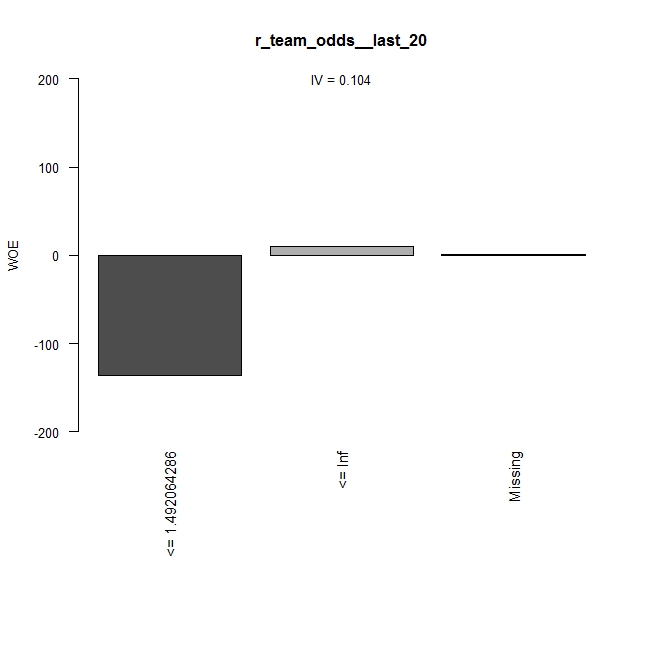 r_team_odds__last_20
IV = 0.104
WOE
200
100
0
-100
-200
<= 1.492064286
<= Inf
Missing